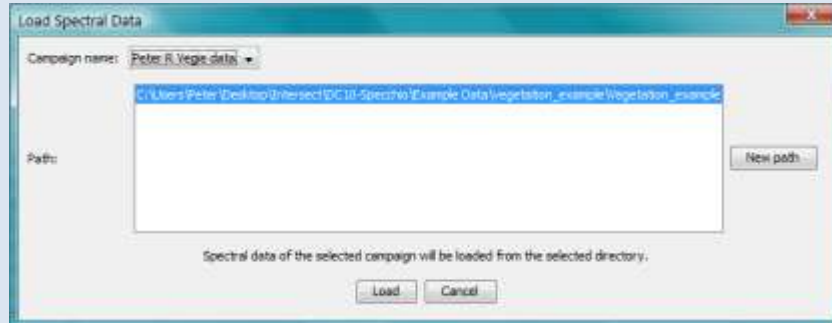 Load Spectral Data
Campaign name: Peter R Vegie data
C:\Users\Peter\Desktop\Intersect\DC10-Specchio\Example Data\vegetation_example\Vegetation_example
Path:
New path
Spectral data of the selected campaign will be loaded from the selected directory.
Load Cancel